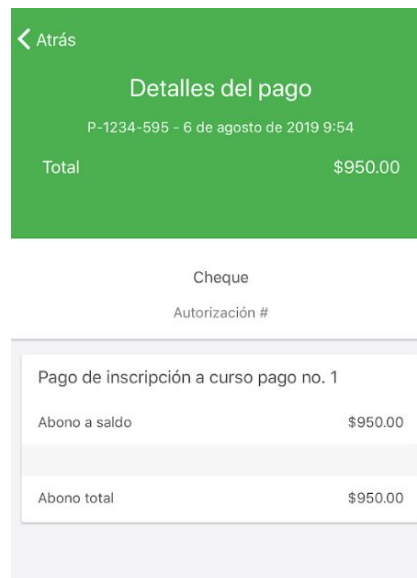 Atrás
Detalles del pago
P-1234-595 - 6 de agosto de 2019 9:54
Total $950.00
Cheque
Autorización #
Pago de inscripción a curso pago no. 1
Abono a saldo $950.00
Abono total $950.00